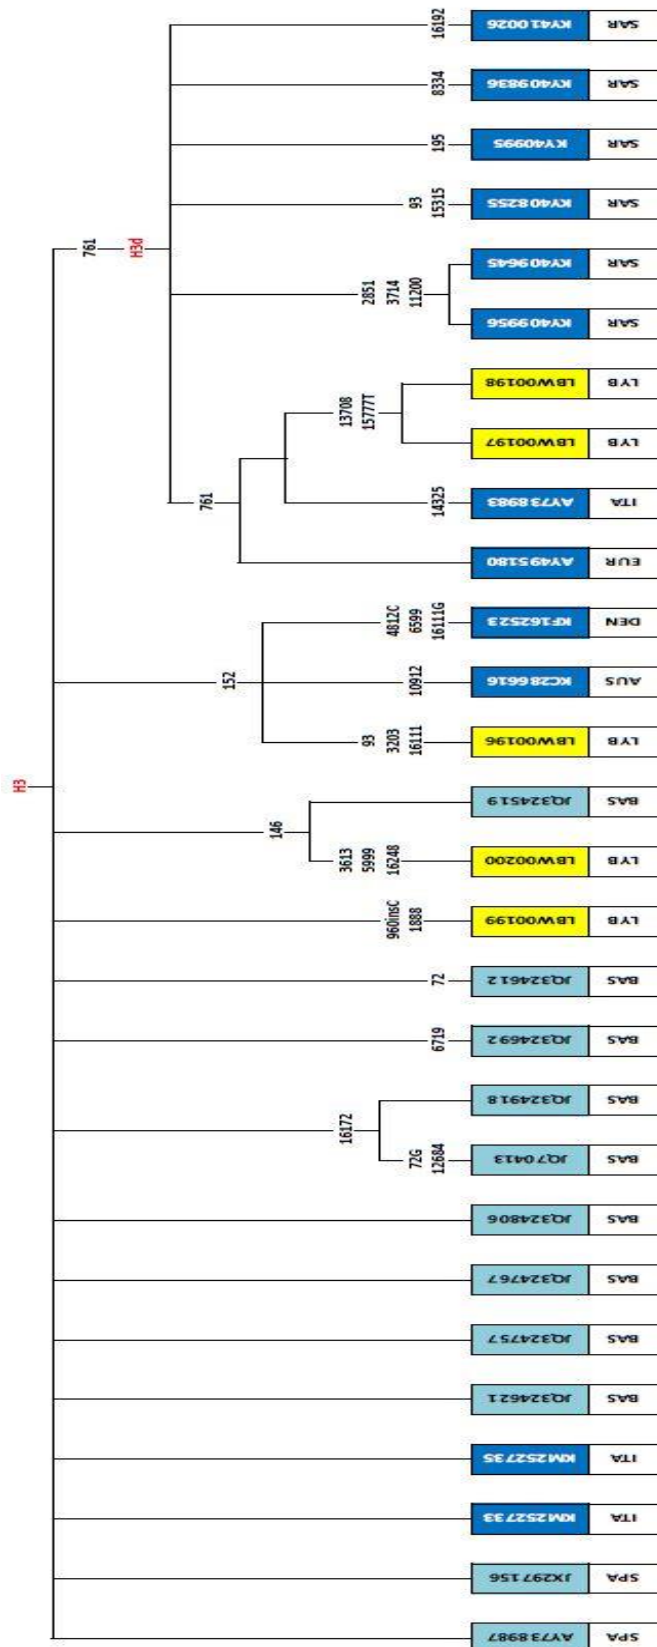 H3
761
H3d
16192
KY410026
SAR
8334
KY409836
SAR
195
KY40995
SAR
93
15315
KY408255
SAR
2851
3714
11200
KY409645
SAR
KY409956
SAR
761
13708
15777T
LBW00198
LYB
LBW00197
LYB
14325
AY738983
ITA
AY495180
EUR
152
4812C
6599
16111G
KF162523
DEN
10912
KC286616
AUS
93
3203
16111
LBW00196
LYB
146
JQ324519
BAS
3613
5999
16248
LBW00200
LYB
960insC
1888
LBW00199
LYB
72
JQ324612
BAS
6719
JQ324692
BAS
16172
JQ324918
BAS
72G
12684
JQ70413
BAS
JQ324806
BAS
JQ324767
BAS
JQ324757
BAS
JQ324621
BAS
KM252735
ITA
KM252733
ITA
JX297156
SPA
AY738987
SPA